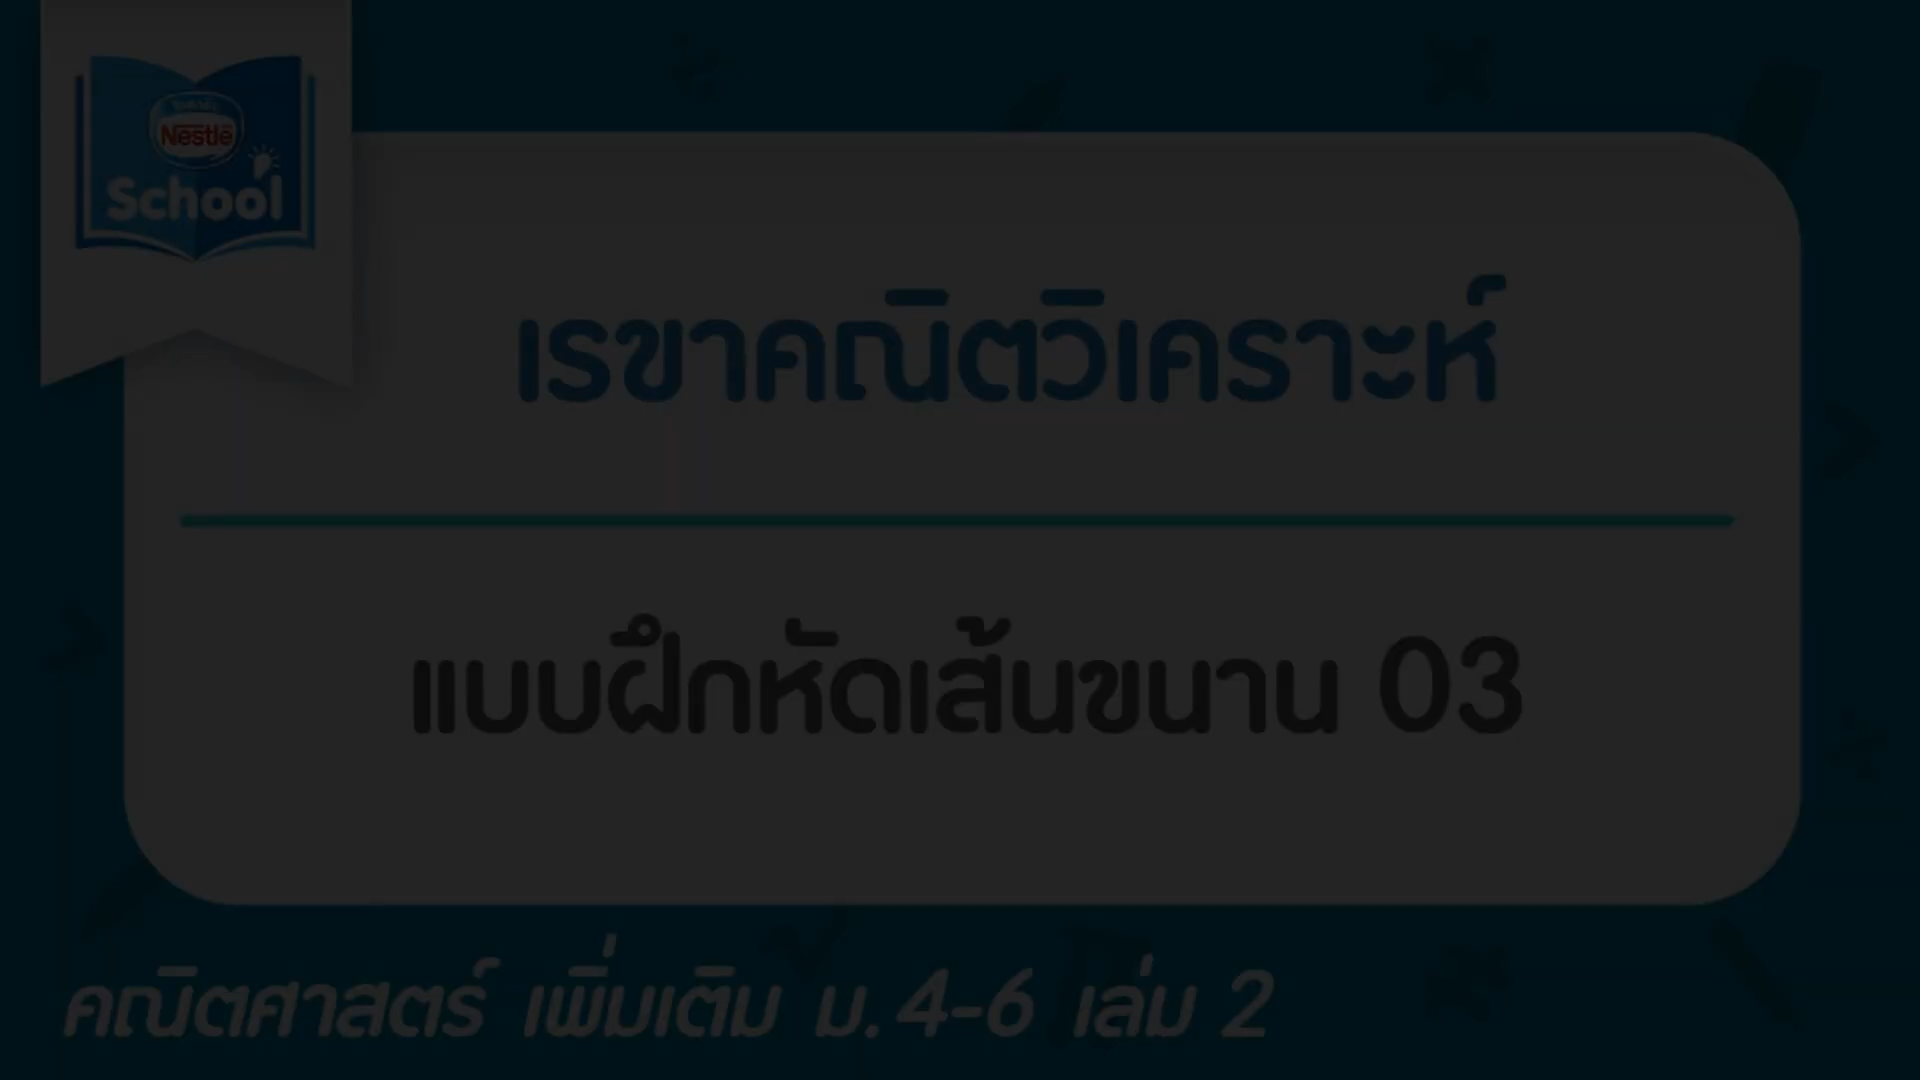 Nestlé
School
เรขาคณิตวิเคราะห์
แบบฝึกหัดเส้นขนาน 03
คณิตศาสตร์ เพิ่มเติม ม.4-6 เล่ม 2